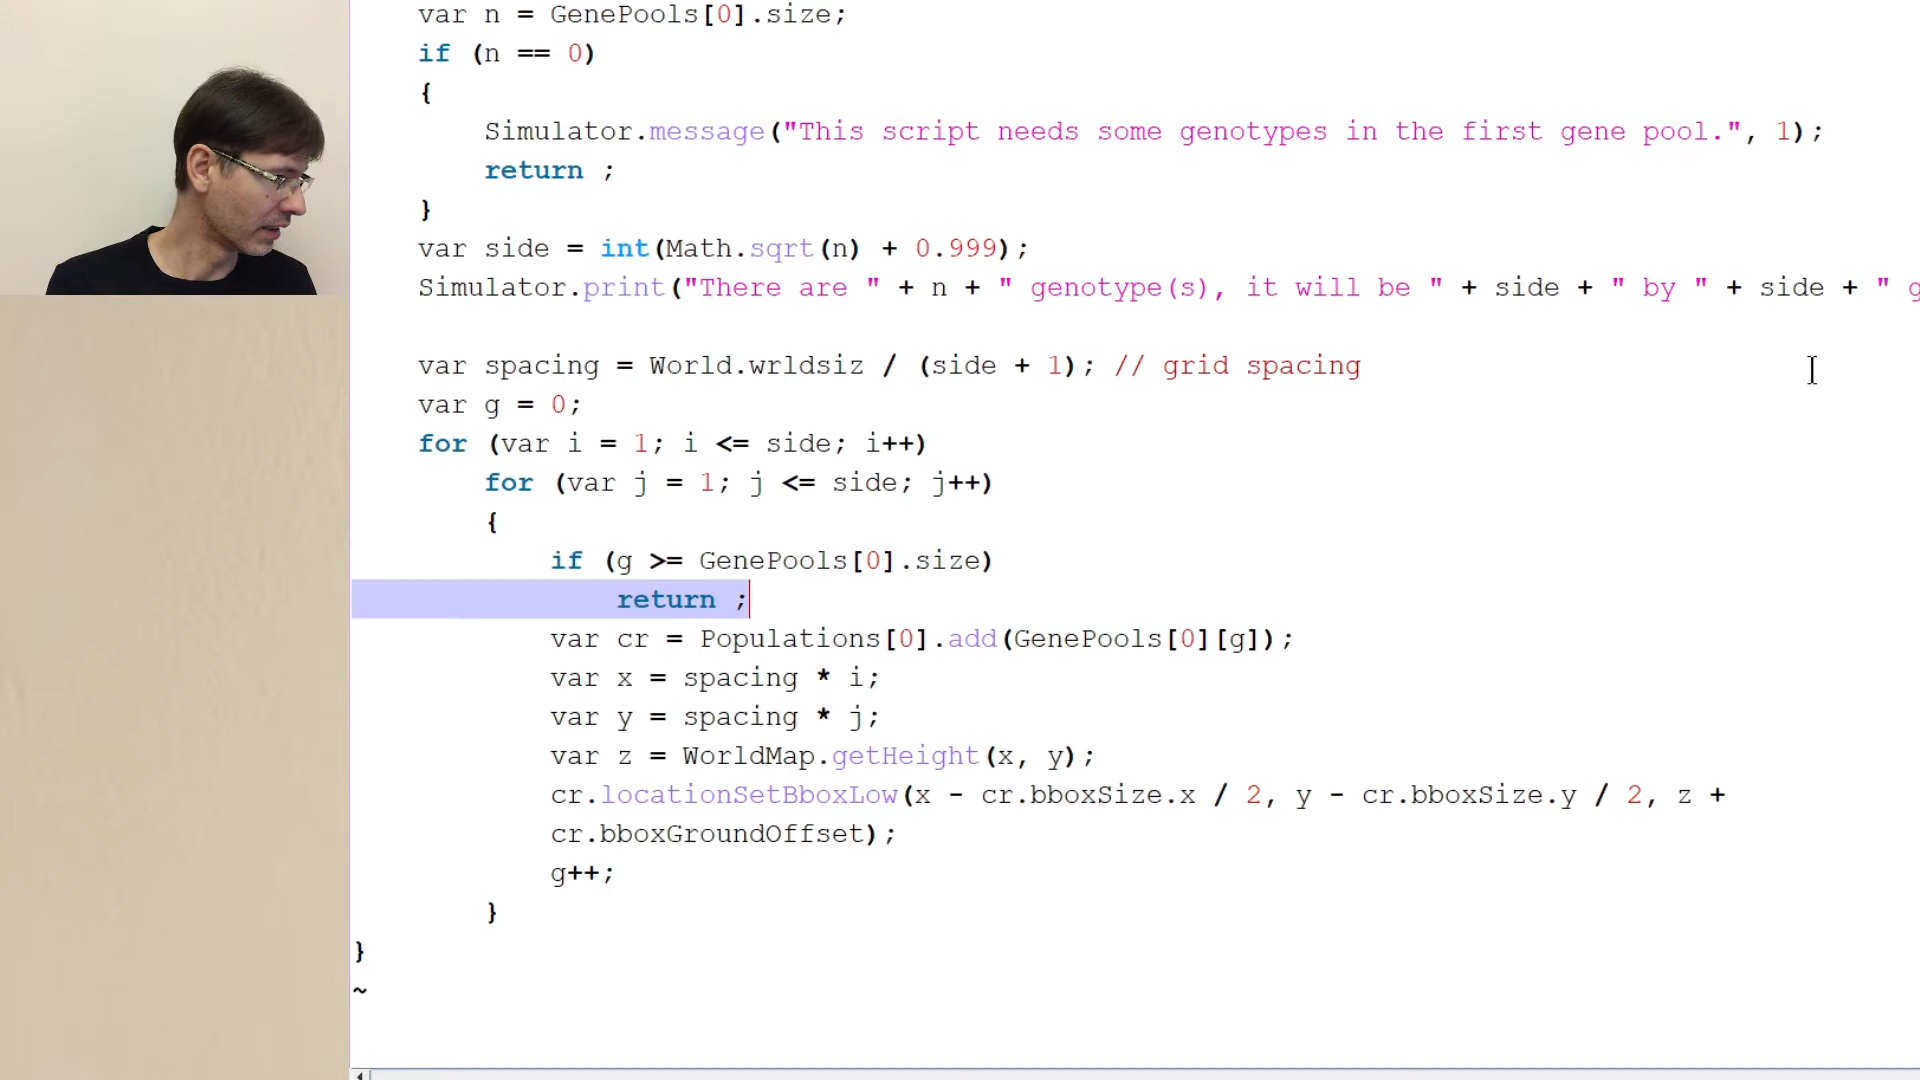 var n = GenePools[0].size;
if (n == 0)
{
Simulator.message("This script needs some genotypes in the first gene pool.", 1);
return ;
}
var side = int(Math.sqrt(n) + 0.999);
Simulator.print("There are " + n + " genotype(s), it will be " + side + " by " + side + " g
var spacing = World.wrldsiz / (side + 1); // grid spacing
var g = 0;
for (var i = 1; i <= side; i++)
for (var j = 1; j <= side; j++)
{
if (g >= GenePools[0].size)
return ;
var cr = Populations[0].add(GenePools[0][g]);
var x = spacing * i;
var y = spacing * j;
var z = WorldMap.getHeight(x, y);
cr.locationSetBboxLow(x - cr.bboxSize.x / 2, y - cr.bboxSize.y / 2, z +
cr.bboxGroundOffset);
g++;
}
}
~